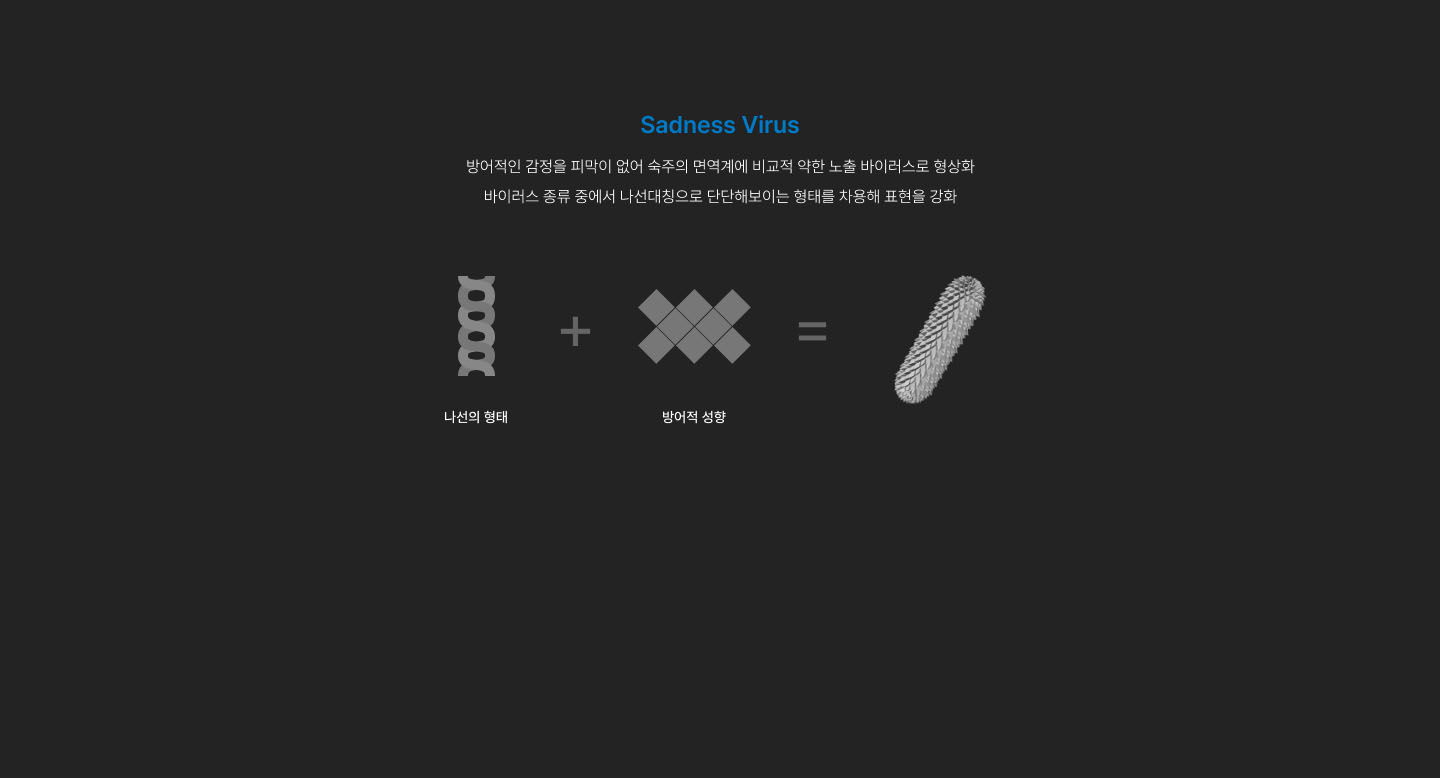 Sadness Virus
방어적인 감정을 피막이 없어 숙주의 면역계에 비교적 약한 노출 바이러스로 형상화
바이러스 종류 중에서 나선대칭으로 단단해보이는 형태를 차용해 표현을 강화
+ =
나선의 형태 방어적 성향